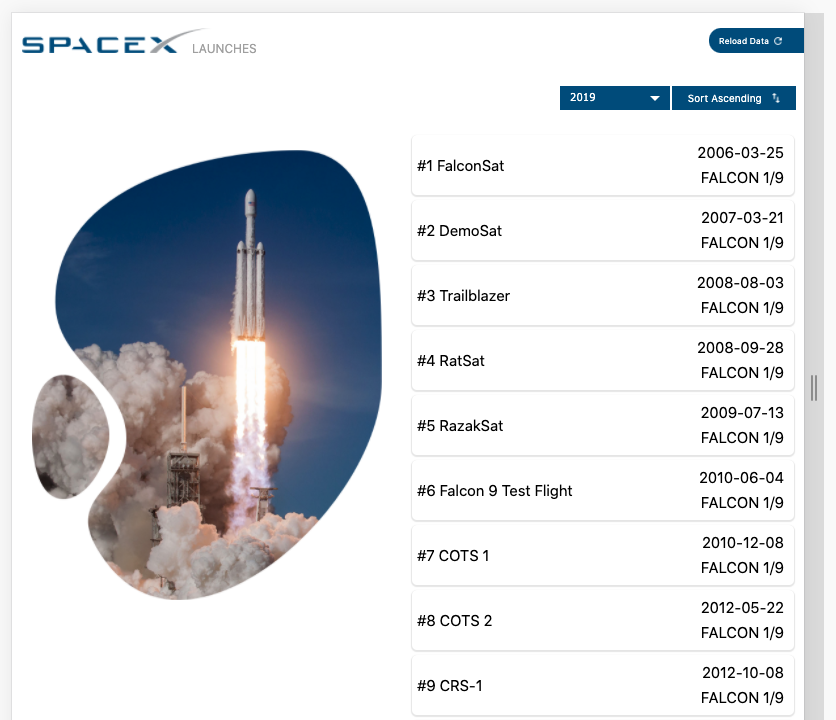 SPACEX LAUNCHES
Reload Data
2019
Sort Ascending
#1 FalconSat
2006-03-25
FALCON 1/9
#2 DemoSat
2007-03-21
FALCON 1/9
#3 Trailblazer
2008-08-03
FALCON 1/9
#4 RatSat
2008-09-28
FALCON 1/9
#5 RazakSat
2009-07-13
FALCON 1/9
#6 Falcon 9 Test Flight
2010-06-04
FALCON 1/9
#7 COTS 1
2010-12-08
FALCON 1/9
#8 COTS 2
2012-05-22
FALCON 1/9
#9 CRS-1
2012-10-08
FALCON 1/9